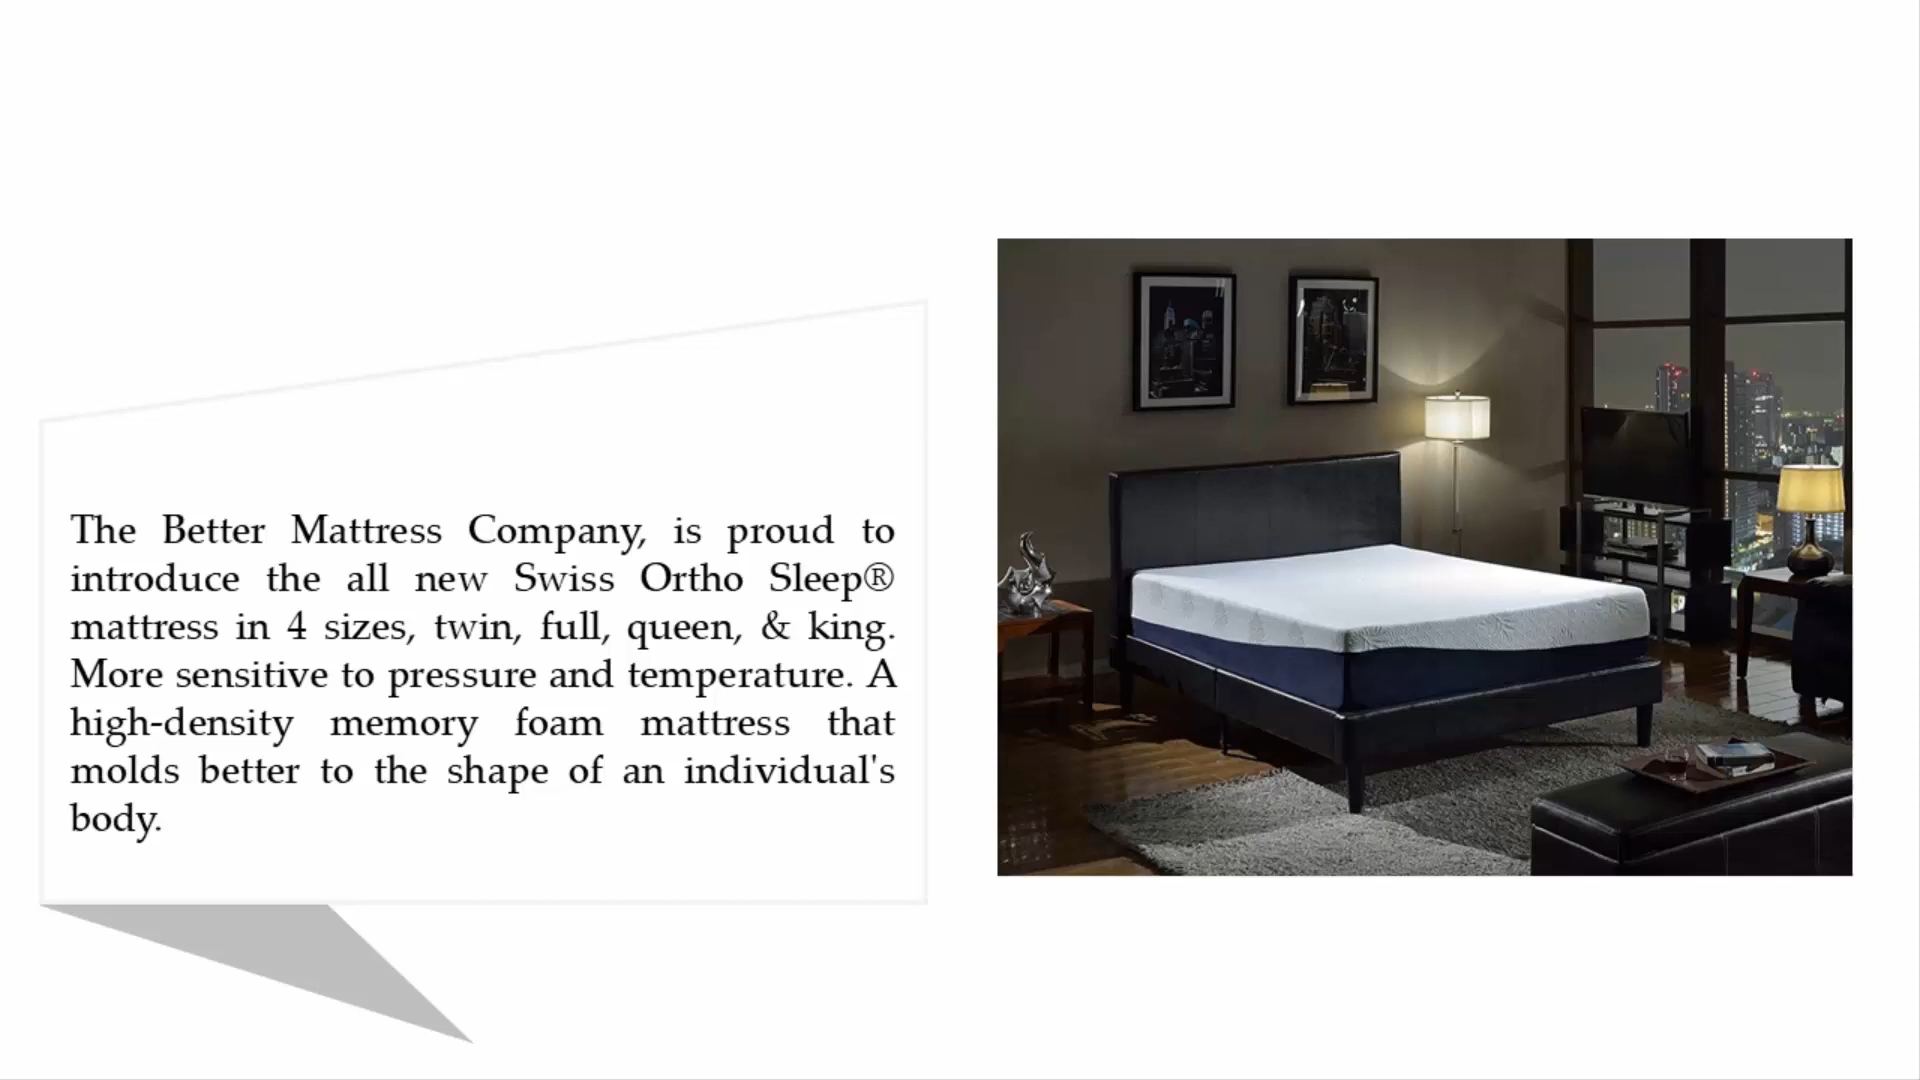 The Better Mattress Company, is proud to
introduce the all new Swiss Ortho Sleep®
mattress in 4 sizes, twin, full, queen, & king.
More sensitive to pressure and temperature. A
high-density memory foam mattress that
molds better to the shape of an individual's
body.